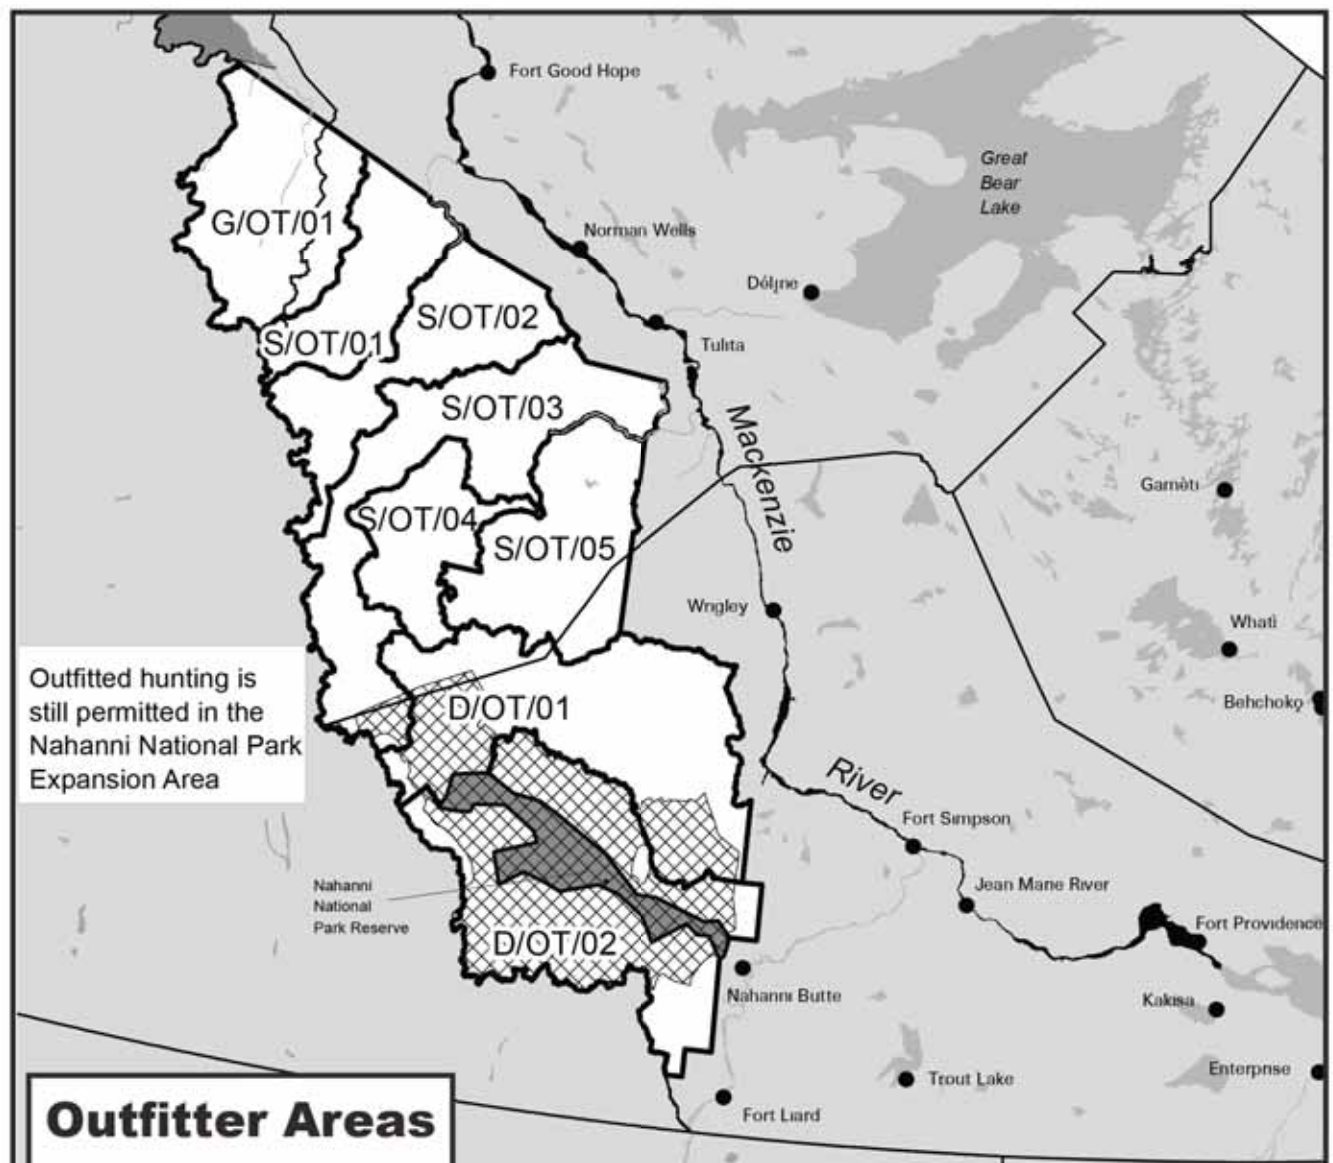 Fort Good Hope
Great
Bear
Lake
G/OT/01
Norman Wells
Délįne
S/OT/02
S/OT/01
Tulita
S/OT/03
Mackenzie
Gamètì
S/OT/04
S/OT/05
Wrigley
Whatì
Outfitted hunting is
still permitted in the
Nahanni National Park
Expansion Area
D/OT/01
Behchokǫ
River
Fort Simpson
Nahanni
National
Park Reserve
Jean Marie River
Fort Providence
D/OT/02
Nahanni Butte
Kakisa
Trout Lake
Enterprise
Fort Liard
Outfitter Areas